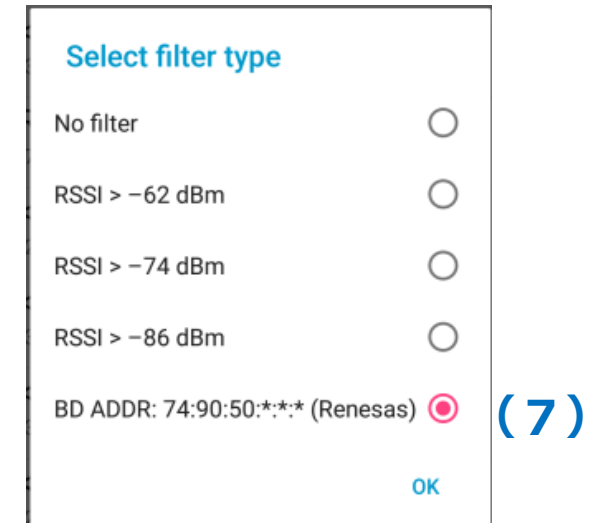 Select filter type
No filter
RSSI > −62 dBm
RSSI > −74 dBm
RSSI > −86 dBm
BD ADDR: 74:90:50:*:*:* (Renesas) (7)
OK